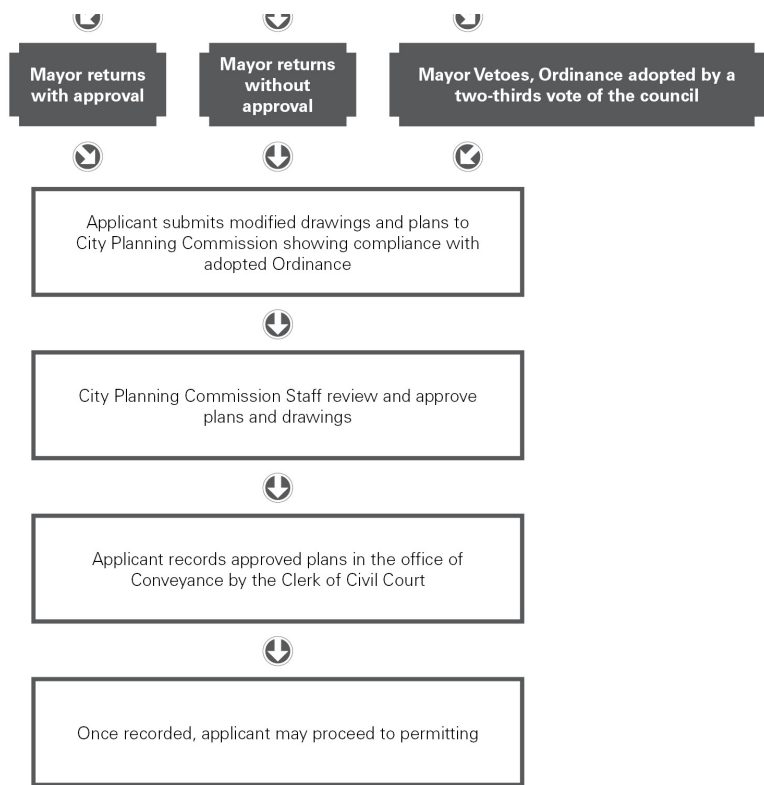 Mayor returns
with approval
Mayor returns
without
approval
Mayor Vetoes, Ordinance adopted by a
two-thirds vote of the council
Applicant submits modified drawings and plans to
City Planning Commission showing compliance with
adopted Ordinance
City Planning Commission Staff review and approve
plans and drawings
Applicant records approved plans in the office of
Conveyance by the Clerk of Civil Court
Once recorded, applicant may proceed to permitting